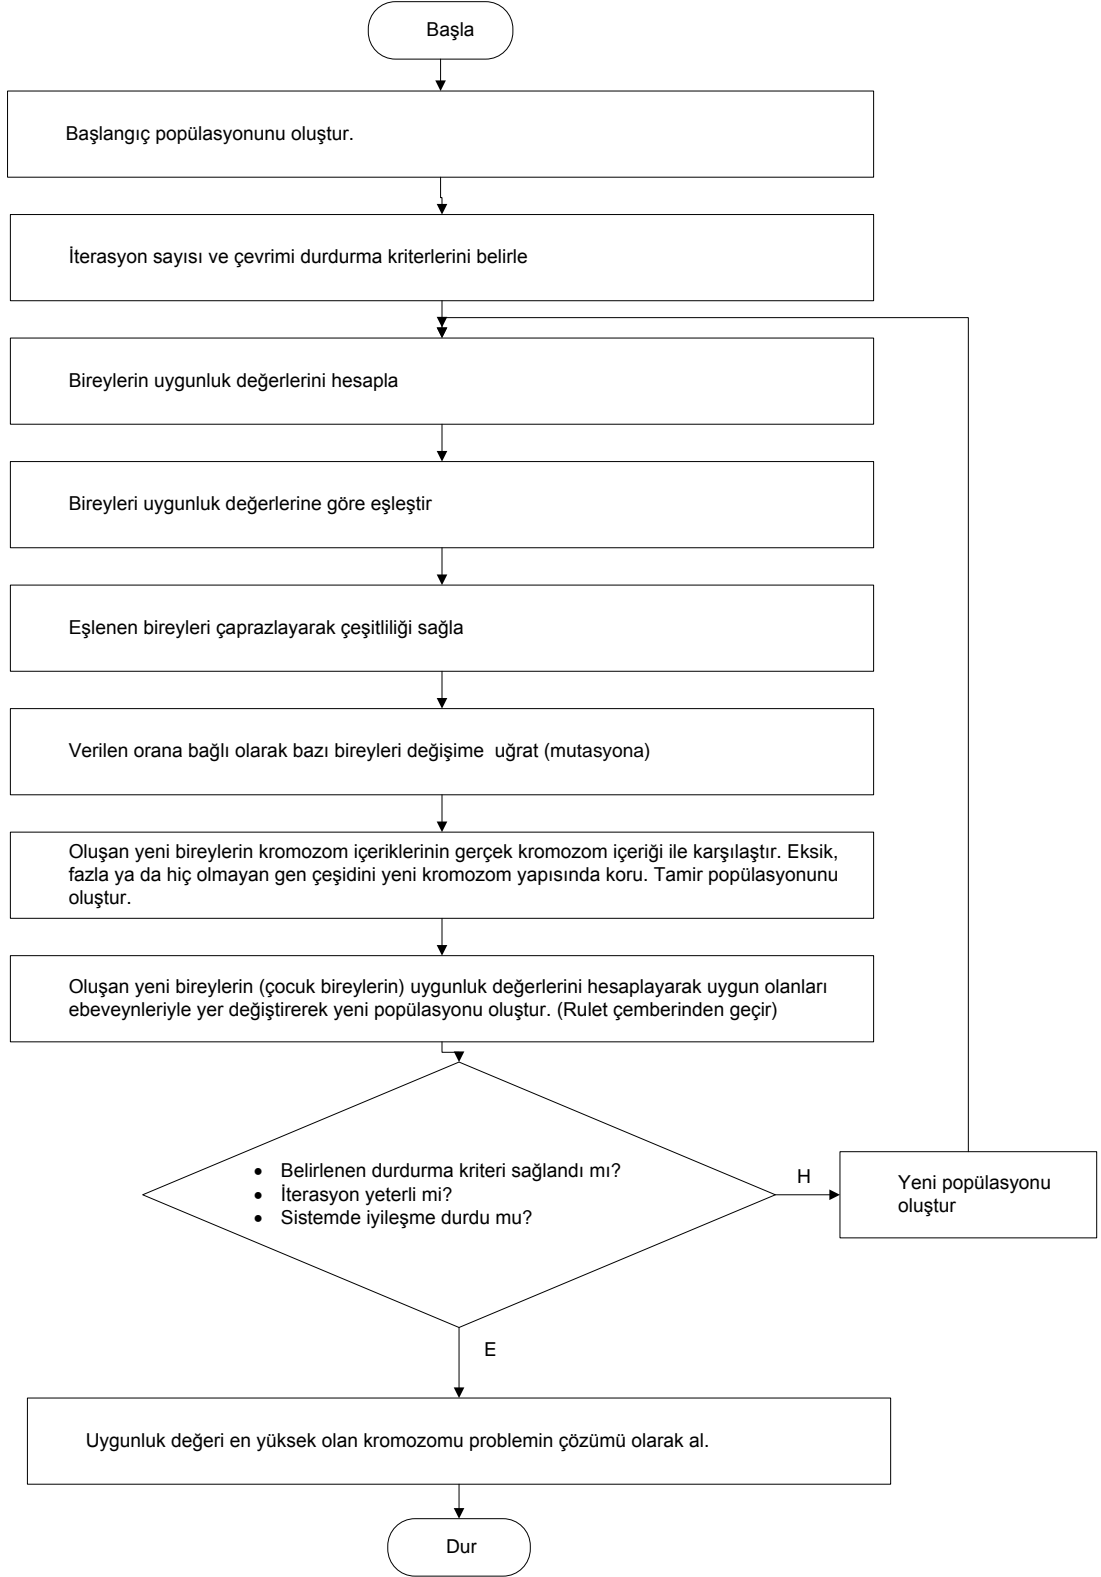 Başla
Başlangıç popülasyonunu oluştur.
İterasyon sayısı ve çevrimi durdurma kriterlerini belirle
Bireylerin uygunluk değerlerini hesapla
Bireyleri uygunluk değerlerine göre eşleştir
Eşlenen bireyleri çaprazlayarak çeşitliliği sağla
Verilen orana bağlı olarak bazı bireyleri değişime uğrat (mutasyona)
Oluşan yeni bireylerin kromozom içeriklerinin gerçek kromozom içeriği ile karşılaştır. Eksik,
fazla ya da hiç olmayan gen çeşidini yeni kromozom yapısında koru. Tamir popülasyonunu
oluştur.
Oluşan yeni bireylerin (çocuk bireylerin) uygunluk değerlerini hesaplayarak uygun olanları
ebeveynleriyle yer değiştirerek yeni popülasyonu oluştur. (Rulet çemberinden geçir)
• Belirlenen durdurma kriteri sağlandı mı?
• İterasyon yeterli mi?
• Sistemde iyileşme durdu mu?
H
Yeni popülasyonu
oluştur
E
Uygunluk değeri en yüksek olan kromozomu problemin çözümü olarak al.
Dur